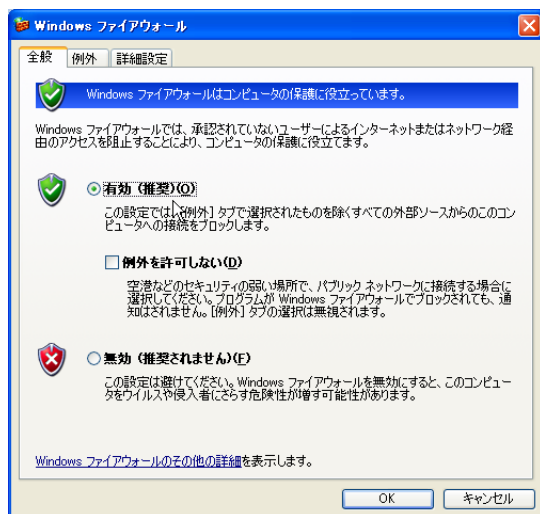 Windows ファイアウォール
全般 例外 詳細設定
Windows ファイアウォールはコンピュータの保護に役立っています。
Windows ファイアウォールでは、承認されていないユーザーによるインターネットまたはネットワーク経
由のアクセスを阻止することにより、コンピュータの保護に役立てます。
有効 (推奨)(O)
この設定では、[例外] タブで選択されたものを除くすべての外部ソースからのこのコン
ピュータへの接続をブロックします。
例外を許可しない(D)
空港などのセキュリティの弱い場所で、パブリック ネットワークに接続する場合に
選択してください。プログラムが Windows ファイアウォールでブロックされても、通
知はされません。[例外] タブの選択は無視されます。
無効 (推奨されません)(F)
この設定は避けてください。Windows ファイアウォールを無効にすると、このコンピュー
タをウイルスや侵入者にさらす危険性が増す可能性があります。
Windows ファイアウォールのその他の詳細を表示します。
OK キャンセル